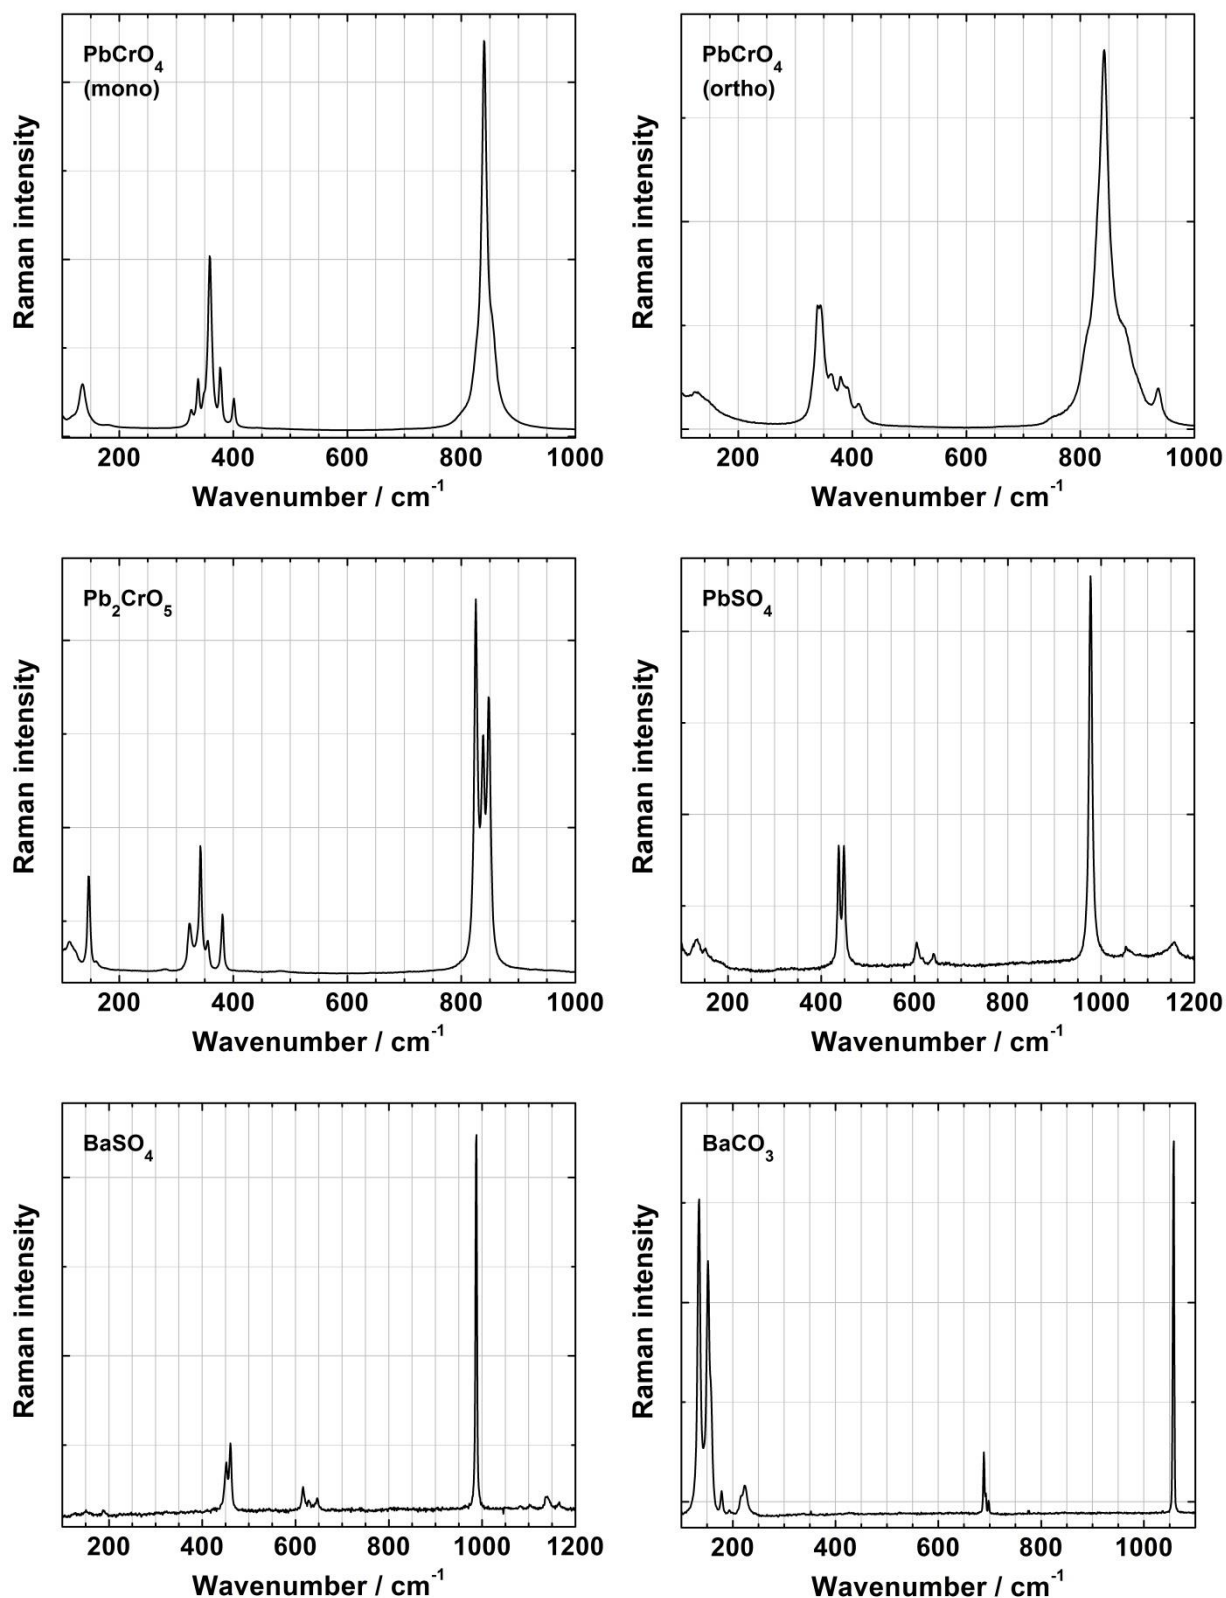 PbCrO₄
(mono)
Raman intensity
200 400 600 800 1000
Wavenumber / cm⁻¹
PbCrO₄
(ortho)
Raman intensity
200 400 600 800 1000
Wavenumber / cm⁻¹
Pb₂CrO₅
Raman intensity
200 400 600 800 1000
Wavenumber / cm⁻¹
PbSO₄
Raman intensity
200 400 600 800 1000 1200
Wavenumber / cm⁻¹
BaSO₄
Raman intensity
200 400 600 800 1000 1200
Wavenumber / cm⁻¹
BaCO₃
Raman intensity
200 400 600 800 1000
Wavenumber / cm⁻¹